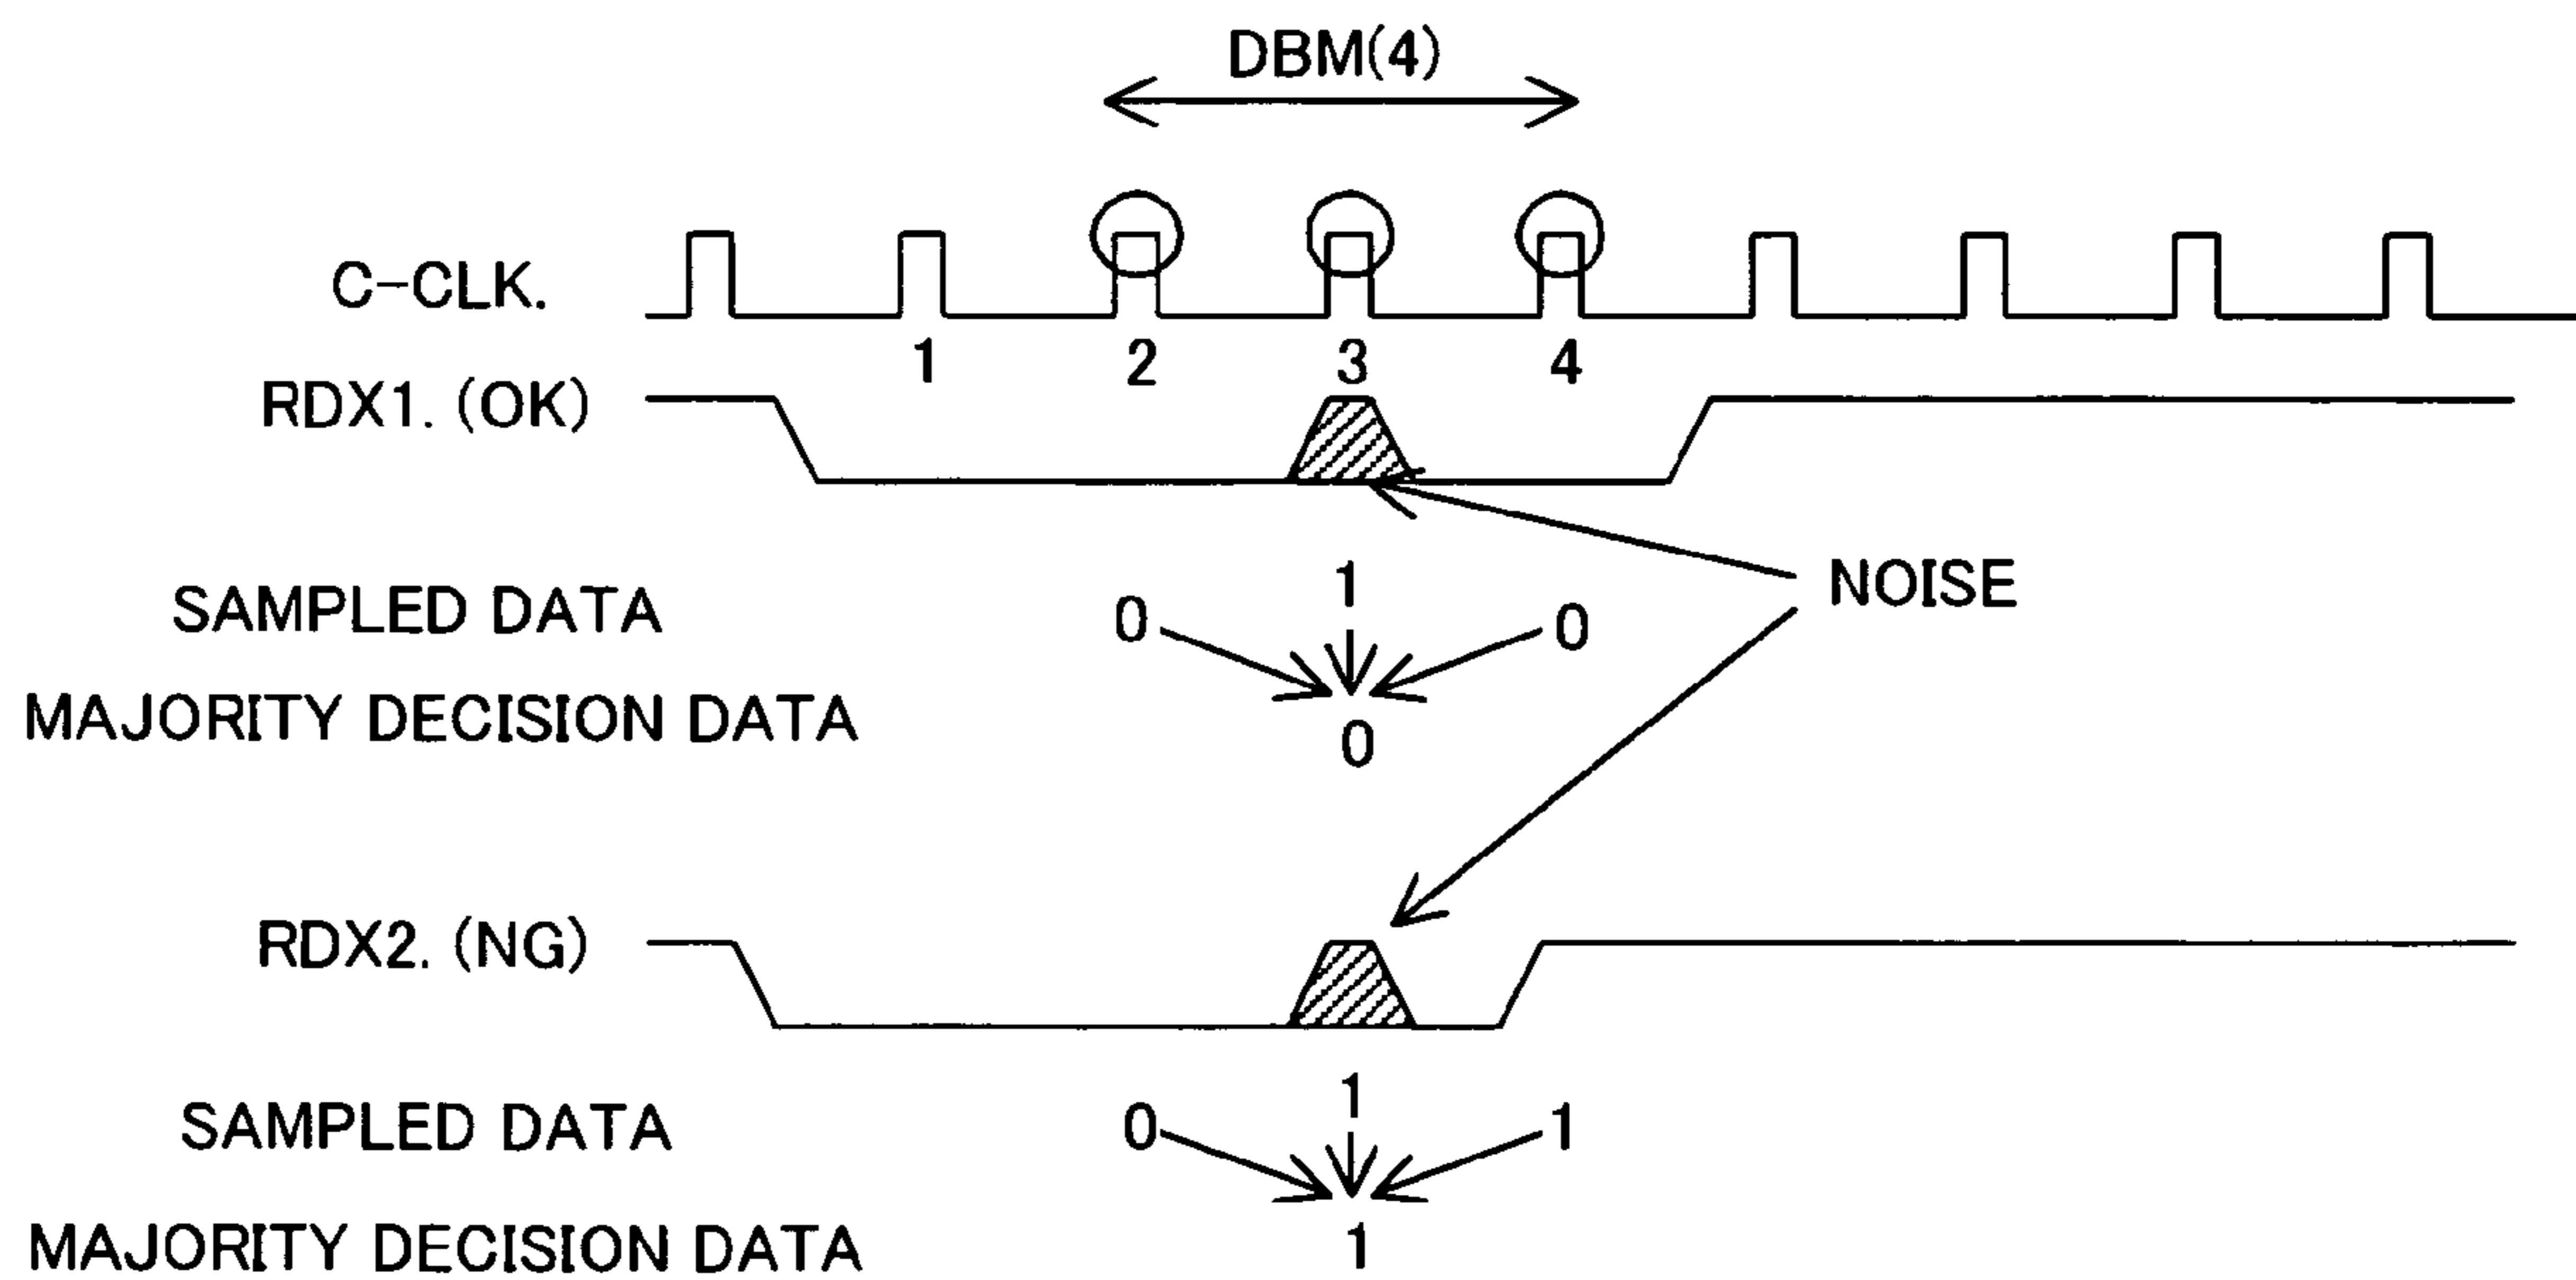 DBM(4)
C-CLK.
1 2 3 4
RDX1. (OK)
NOISE
SAMPLED DATA
0 1 0
MAJORITY DECISION DATA
0
RDX2. (NG)
SAMPLED DATA
0 1 1
MAJORITY DECISION DATA
1